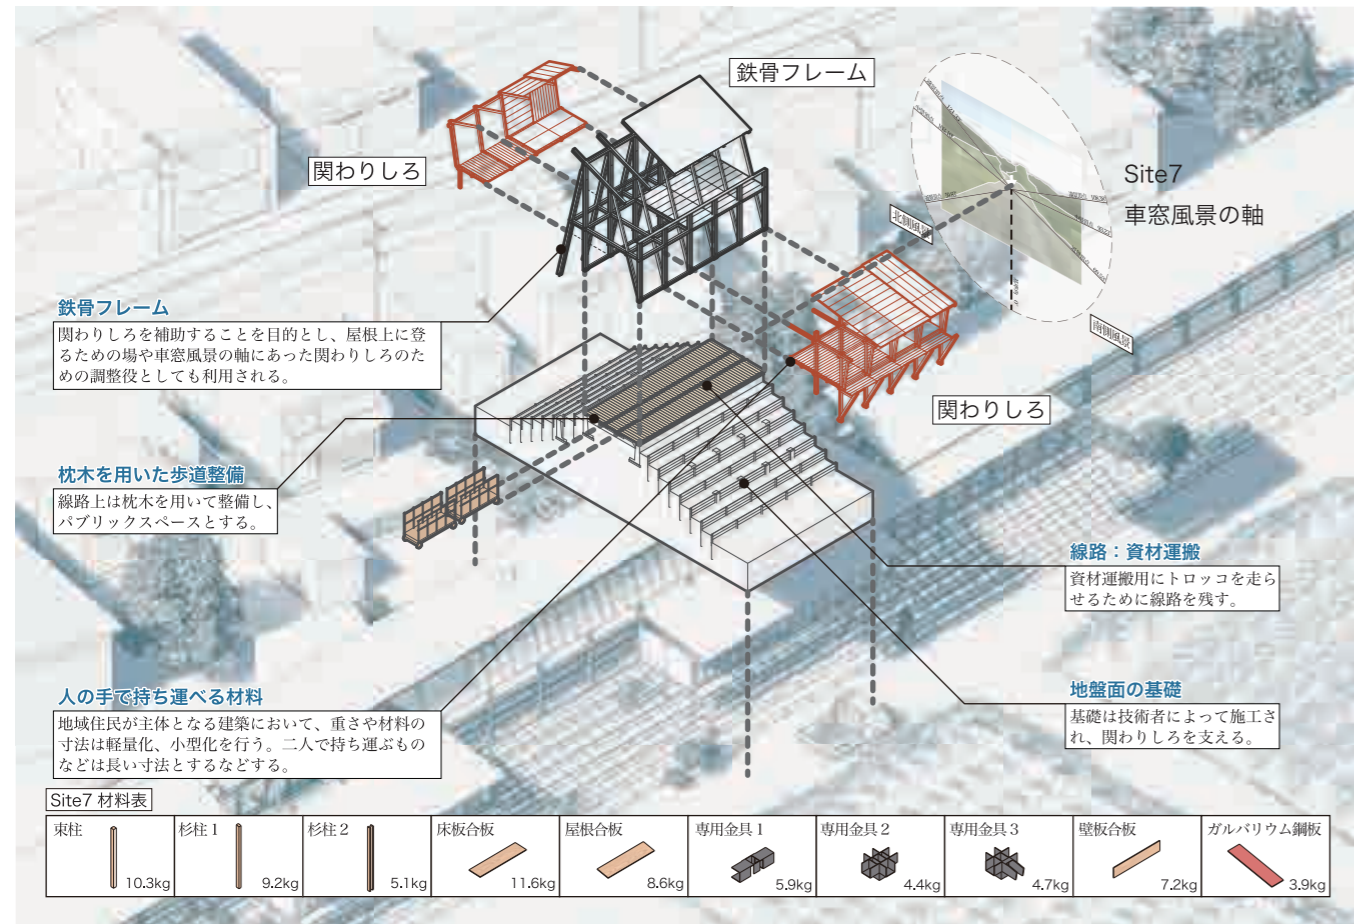 鉄骨フレーム
関わりしろ
Site7
車窓風景の軸
北側風景
南側風景
鉄骨フレーム
関わりしろを補助することを目的とし、屋根上に登
るための場や車窓風景の軸にあった関わりしろのた
めの調整役としても利用される。
関わりしろ
枕木を用いた歩道整備
線路上は枕木を用いて整備し、
パブリックスペースとする。
線路：資材運搬
資材運搬用にトロッコを走ら
せるために線路を残す。
人の手で持ち運べる材料
地域住民が主体となる建築において、重さや材料の
寸法は軽量化、小型化を行う。二人で持ち運ぶもの
などは長い寸法とするなどする。
地盤面の基礎
基礎は技術者によって施工さ
れ、関わりしろを支える。
Site7 材料表
束柱
10.3kg
杉柱 1
9.2kg
杉柱 2
5.1kg
床板合板
11.6kg
屋根合板
8.6kg
専用金具 1
5.9kg
専用金具 2
4.4kg
専用金具 3
4.7kg
壁板合板
7.2kg
ガルバリウム鋼板
3.9kg